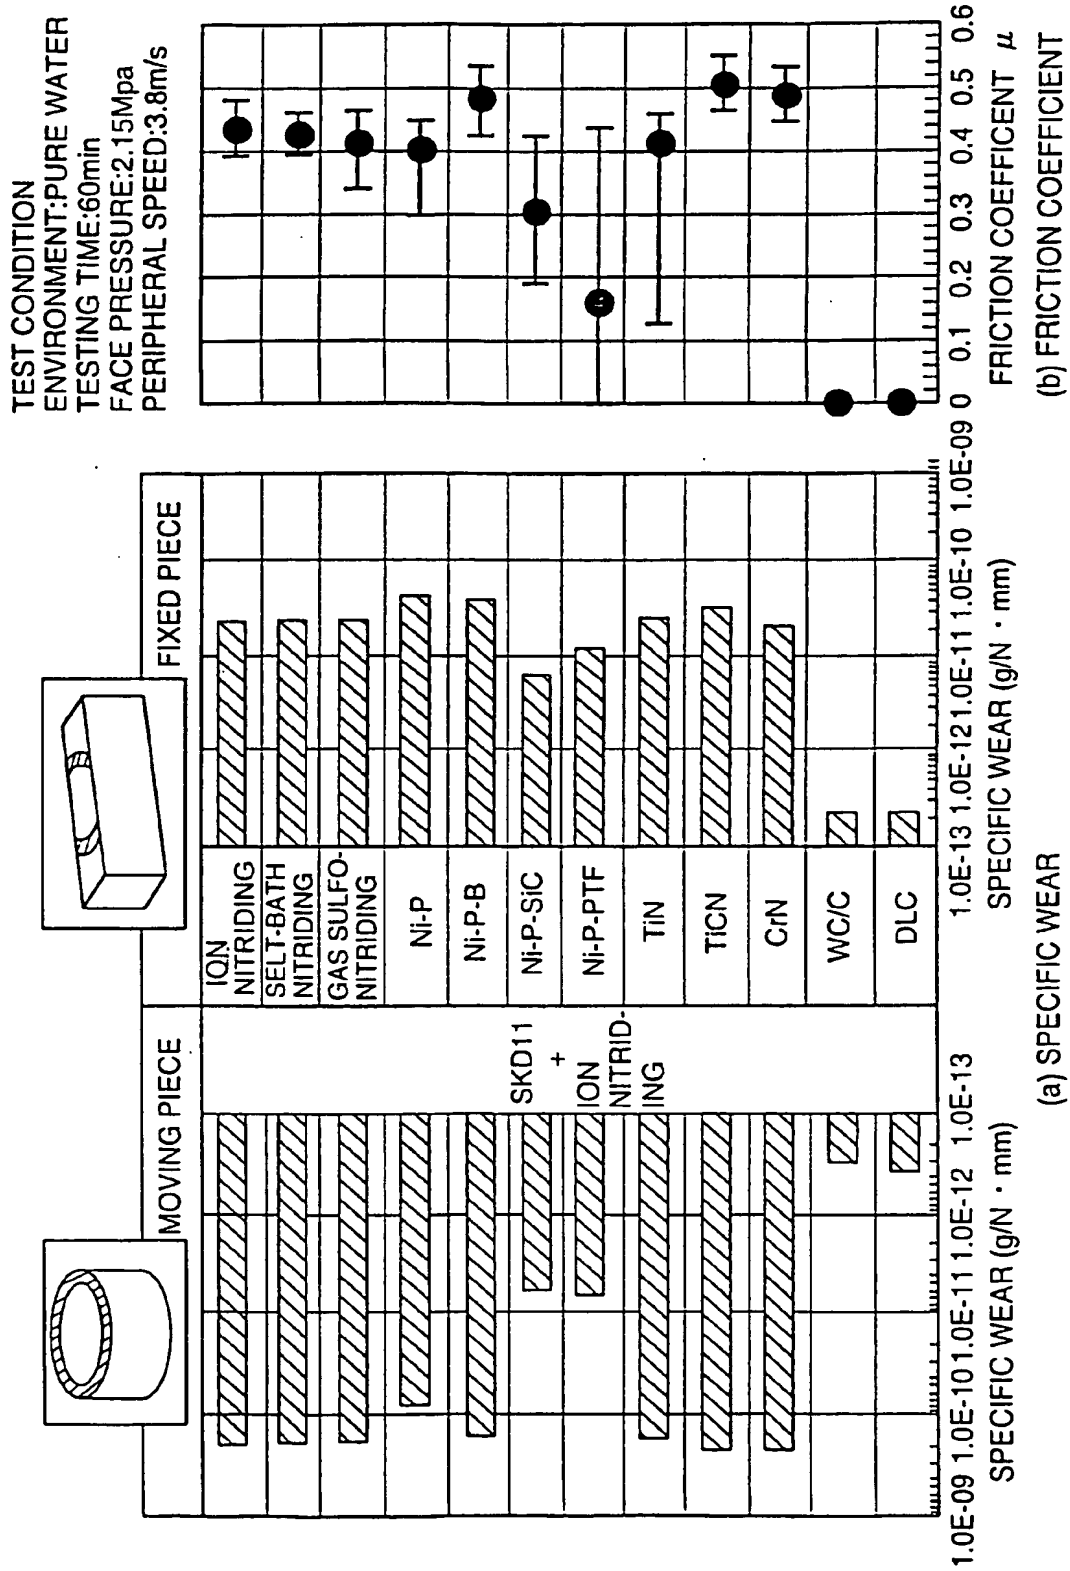 TEST CONDITION
ENVIRONMENT:PURE WATER
TESTING TIME:60min
FACE PRESSURE:2.15Mpa
PERIPHERAL SPEED:3.8m/s
MOVING PIECE
FIXED PIECE
IQN
NITRIDING
SELT-BATH
NITRIDING
GAS SULFO-
NITRIDING
Ni-P
Ni-P-B
Ni-P-SiC
Ni-P-PTF
TiN
TiCN
CrN
WC/C
DLC
SKD11
+
ION
NITRID-
ING
1.0E-09 1.0E-10 1.0E-11 1.0E-12 1.0E-13
SPECIFIC WEAR (g/N・mm)
1.0E-13 1.0E-12 1.0E-11 1.0E-10 1.0E-09
SPECIFIC WEAR (g/N・mm)
0 0.1 0.2 0.3 0.4 0.5 0.6
FRICTION COEFFICENT μ
(a) SPECIFIC WEAR
(b) FRICTION COEFFICIENT